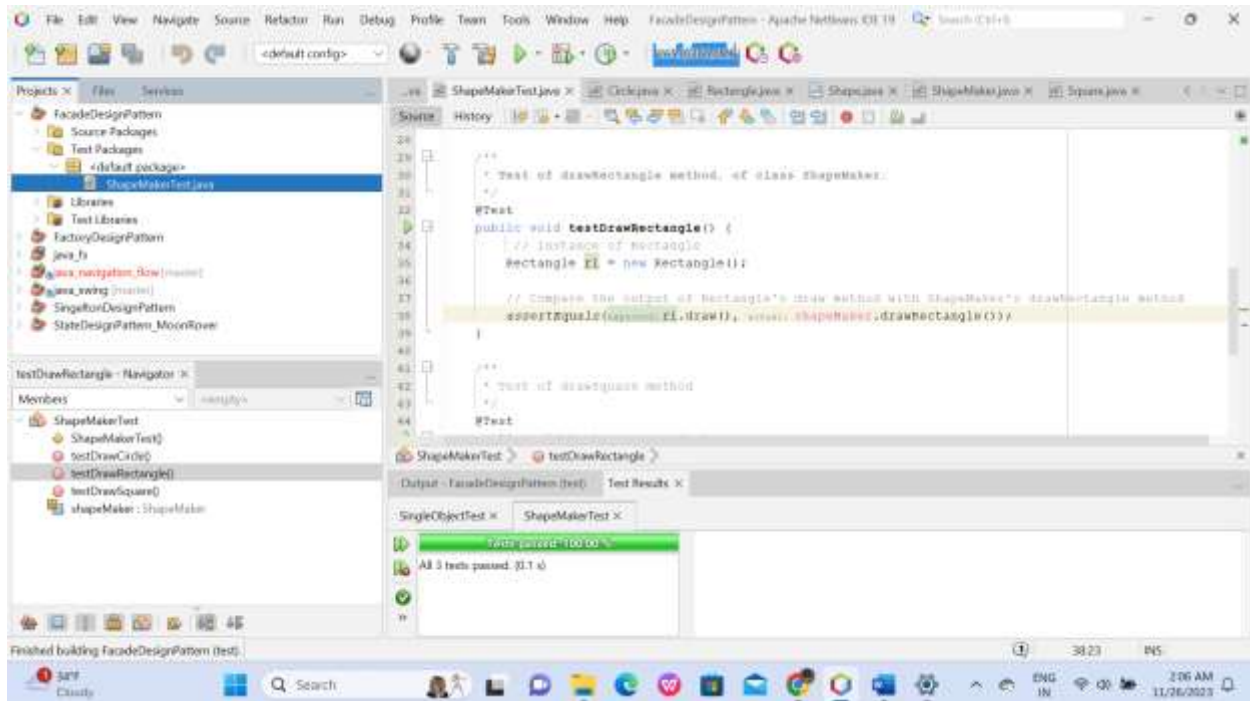 File Edit View Navigate Source Refactor Run Debug Profile Team Tools Window Help FacadeDesignPattern - Apache NetBeans IDE 19 Search (Ctrl+I)
<default config>
Projects Files Services
ShapeMakerTest.java Circle.java Rectangle.java Shape.java ShapeMaker.java Square.java
FacadeDesignPattern
Source Packages
Test Packages
<default package>
ShapeMakerTest.java
Libraries
Test Libraries
FactoryDesignPattern
java_fx
java_navigation_flow [master]
java_swing [master]
SingeltonDesignPattern
StateDesignPattern_MoonRover
Source History
/**
* Test of drawRectangle method, of class ShapeMaker.
*/
@Test
public void testDrawRectangle() {
// Instance of Rectangle
Rectangle r1 = new Rectangle();
// Compare the output of Rectangle's draw method with ShapeMaker's drawRectangle method
assertEquals(expected: r1.draw(), actual: shapeMaker.drawRectangle());
}
/**
* Test of drawSquare method
*/
@Test
ShapeMakerTest testDrawRectangle
testDrawRectangle - Navigator
Members <empty>
ShapeMakerTest
ShapeMakerTest()
testDrawCircle()
testDrawRectangle()
testDrawSquare()
shapeMaker : ShapeMaker
Output - FacadeDesignPattern (test) Test Results
SingleObjectTest ShapeMakerTest
Tests passed: 100.00 %
All 3 tests passed. (0.1 s)
Finished building FacadeDesignPattern (test).
38:23 INS
Cloudy
Search
ENG
IN
2:06 AM
11/26/2023